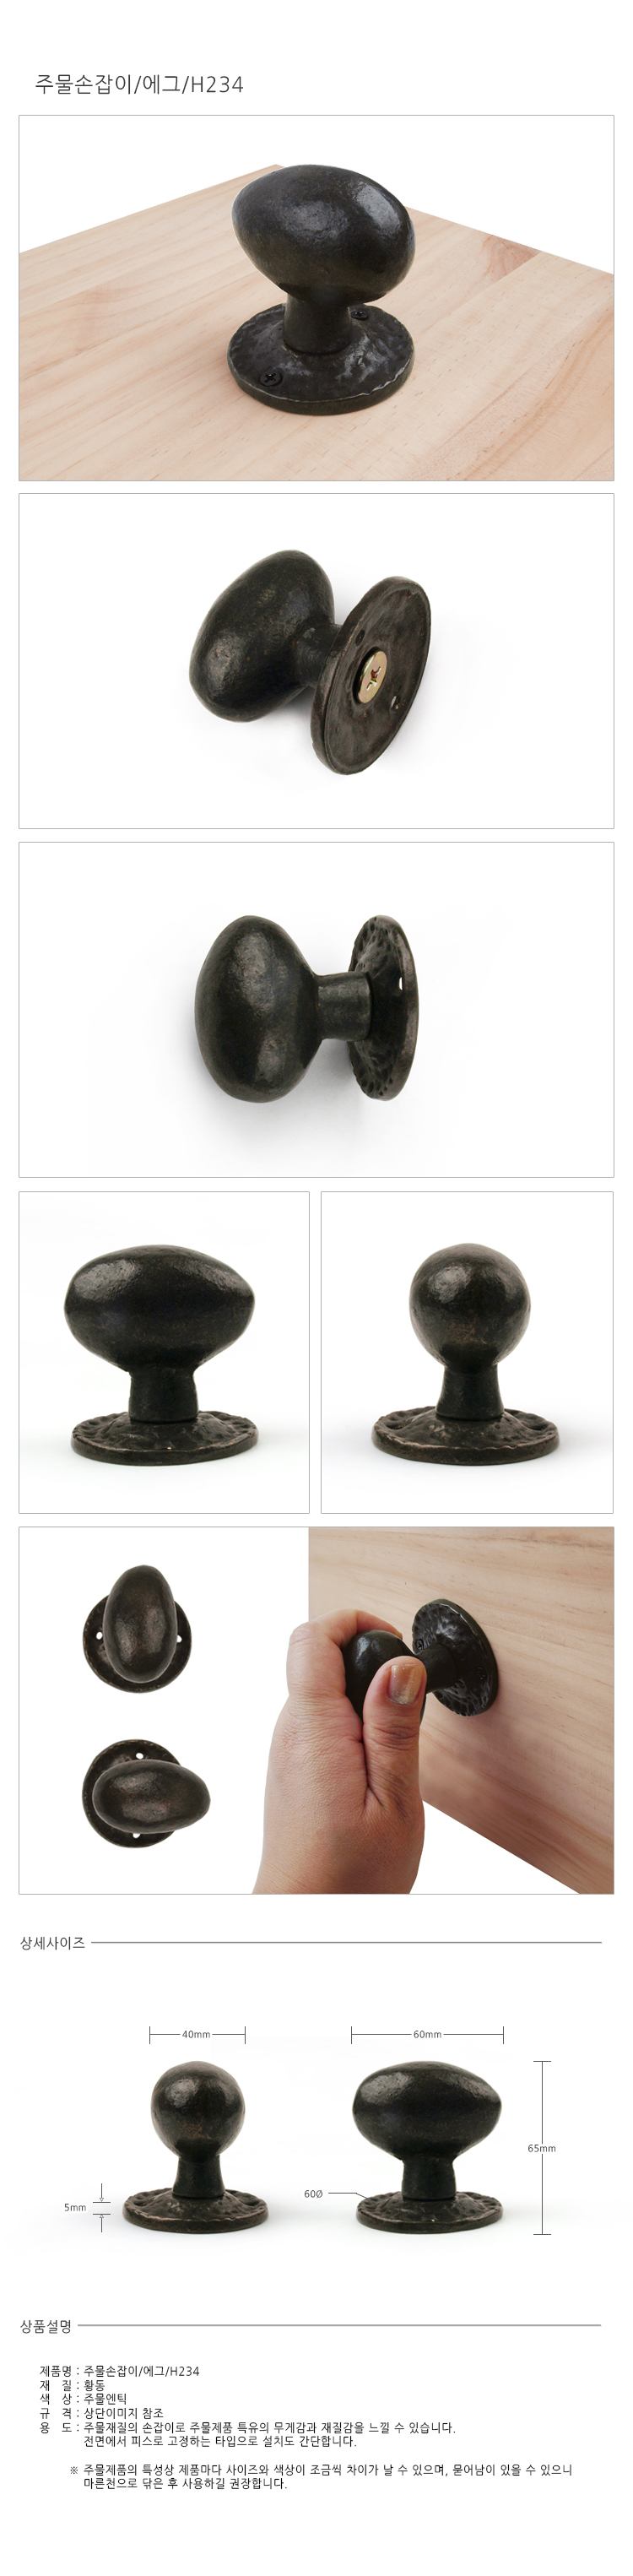 주물손잡이/에그/H234
상세사이즈
40mm
60mm
65mm
5mm
60Ø
상품설명
제품명 : 주물손잡이/에그/H234
재 질 : 황동
색 상 : 주물엔틱
규 격 : 상단이미지 참조
용 도 : 주물재질의 손잡이로 주물제품 특유의 무게감과 재질감을 느낄 수 있습니다.
전면에서 피스로 고정하는 타입으로 설치도 간단합니다.
※ 주물제품의 특성상 제품마다 사이즈와 색상이 조금씩 차이가 날 수 있으며, 묻어남이 있을 수 있으니
마른천으로 닦은 후 사용하길 권장합니다.